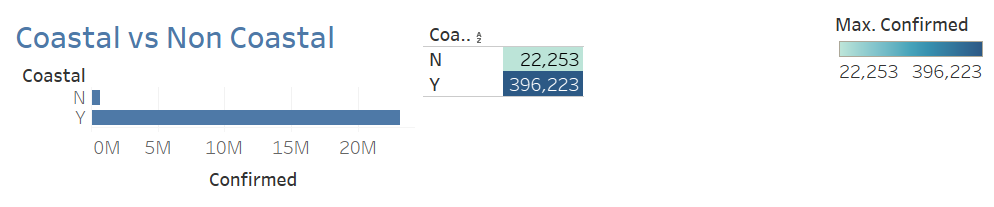 Coastal vs Non Coastal
Coastal
N
Y
0M 5M 10M 15M 20M
Confirmed
Coa.. AZ
N 22,253
Y 396,223
Max. Confirmed
22,253 396,223